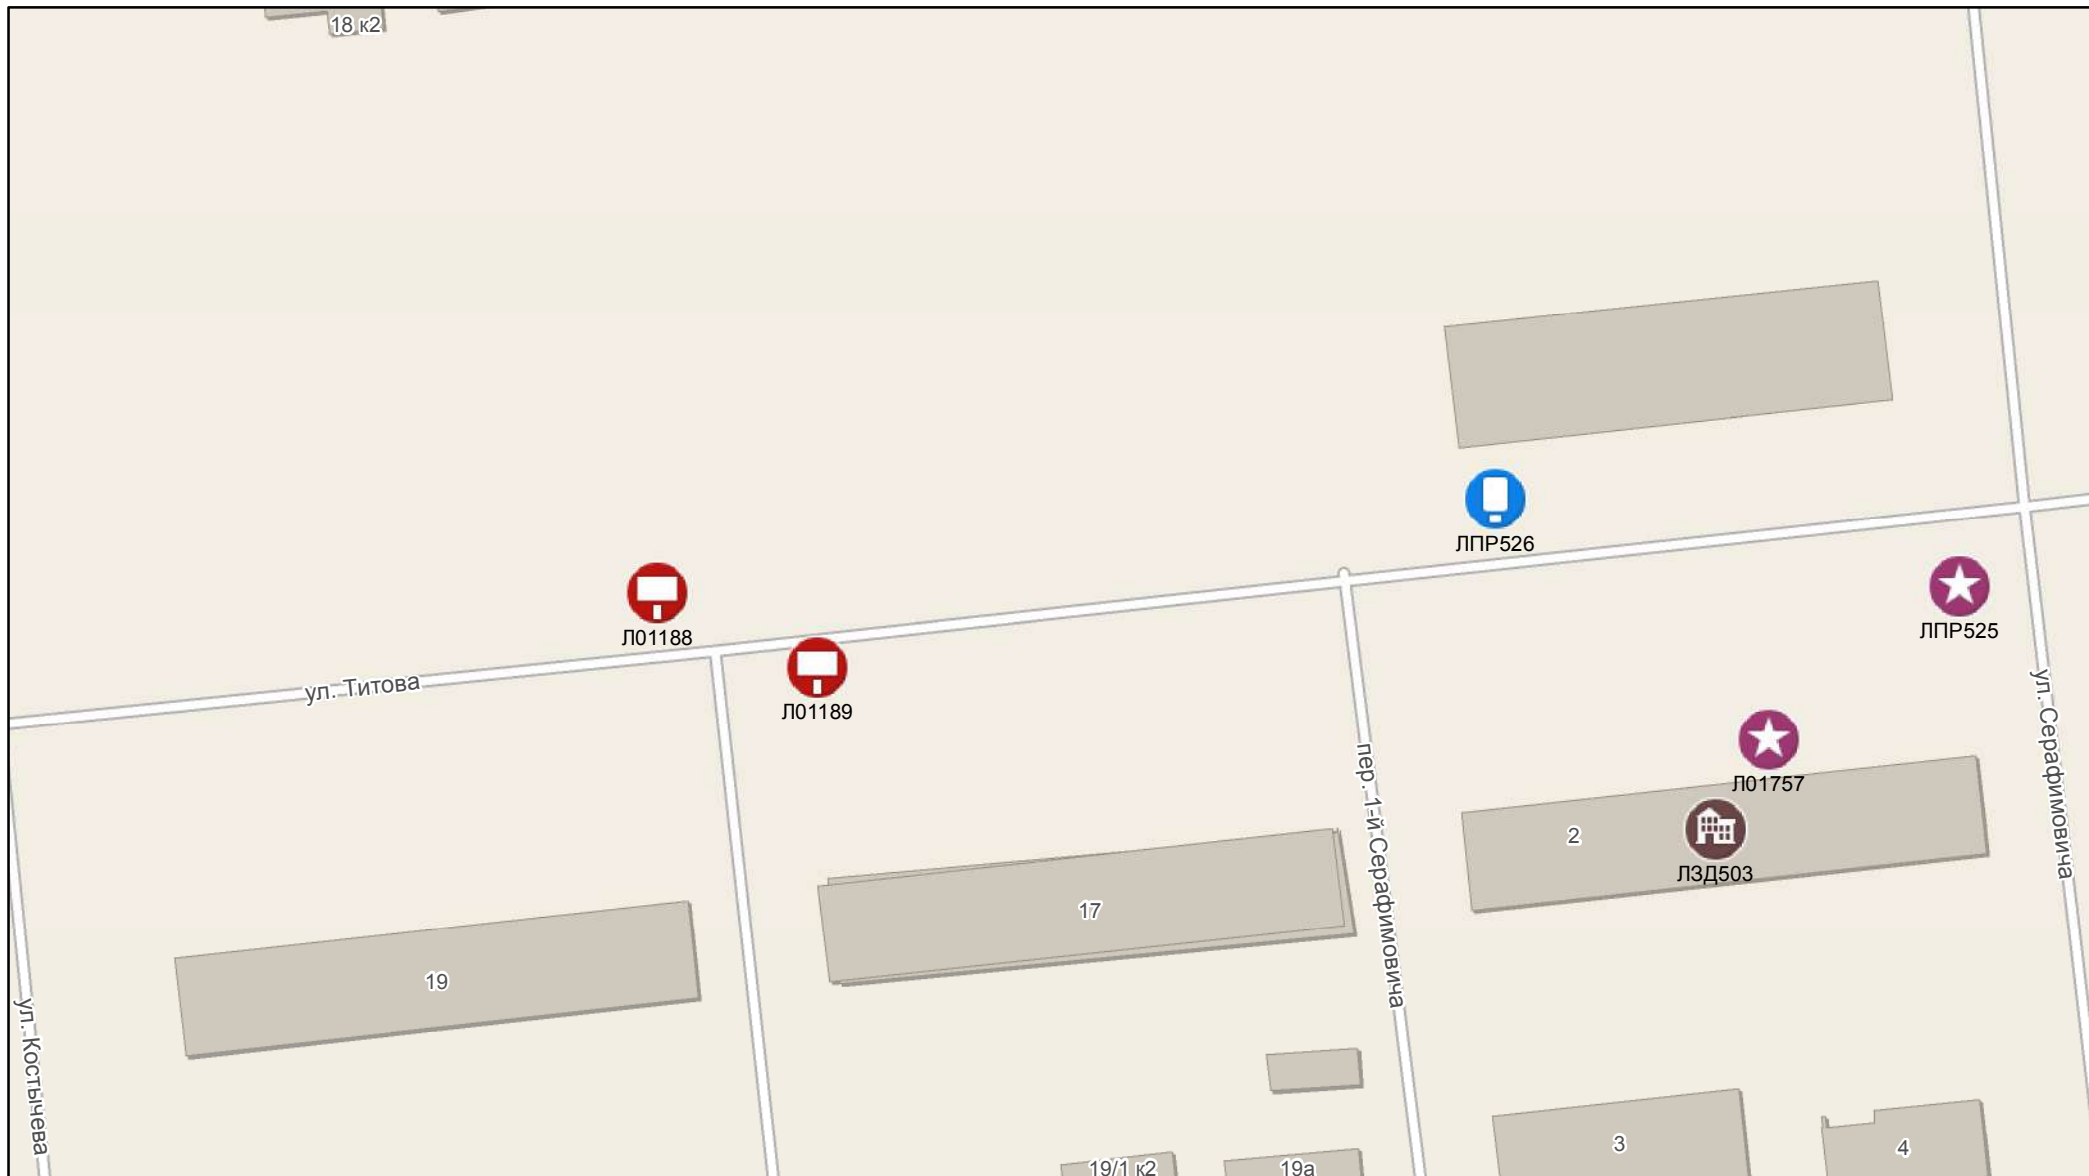 18 к2
ЛПР526
ЛПР525
Л01188
ул. Титова
Л01189
ул. Серафимовича
пер. 1-й Серафимовича
Л01757
2
ЛЗД503
17
19
ул. Костычева
3
4
19/1 к2
19а